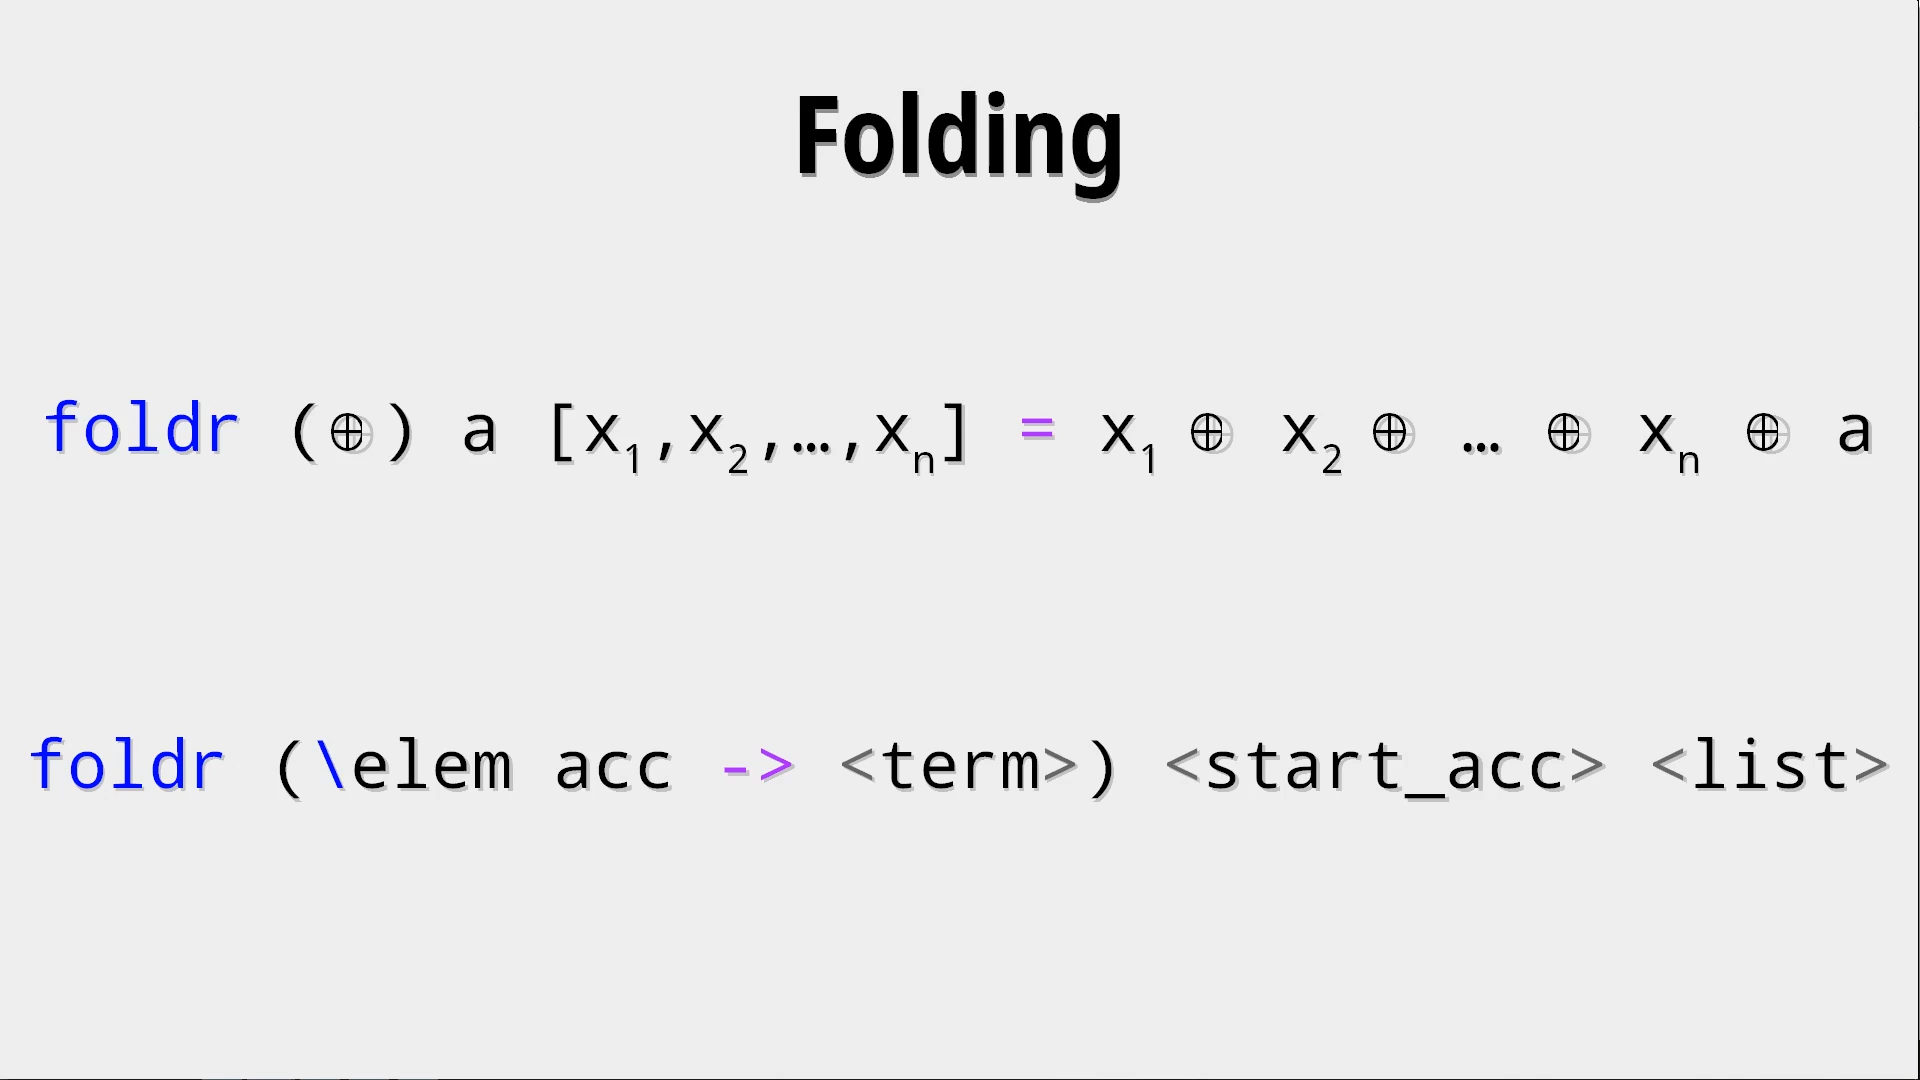 Folding
foldr (⊕) a [x₁,x₂,…,xₙ] = x₁ ⊕ x₂ ⊕ … ⊕ xₙ ⊕ a
foldr (\elem acc -> <term>) <start_acc> <list>